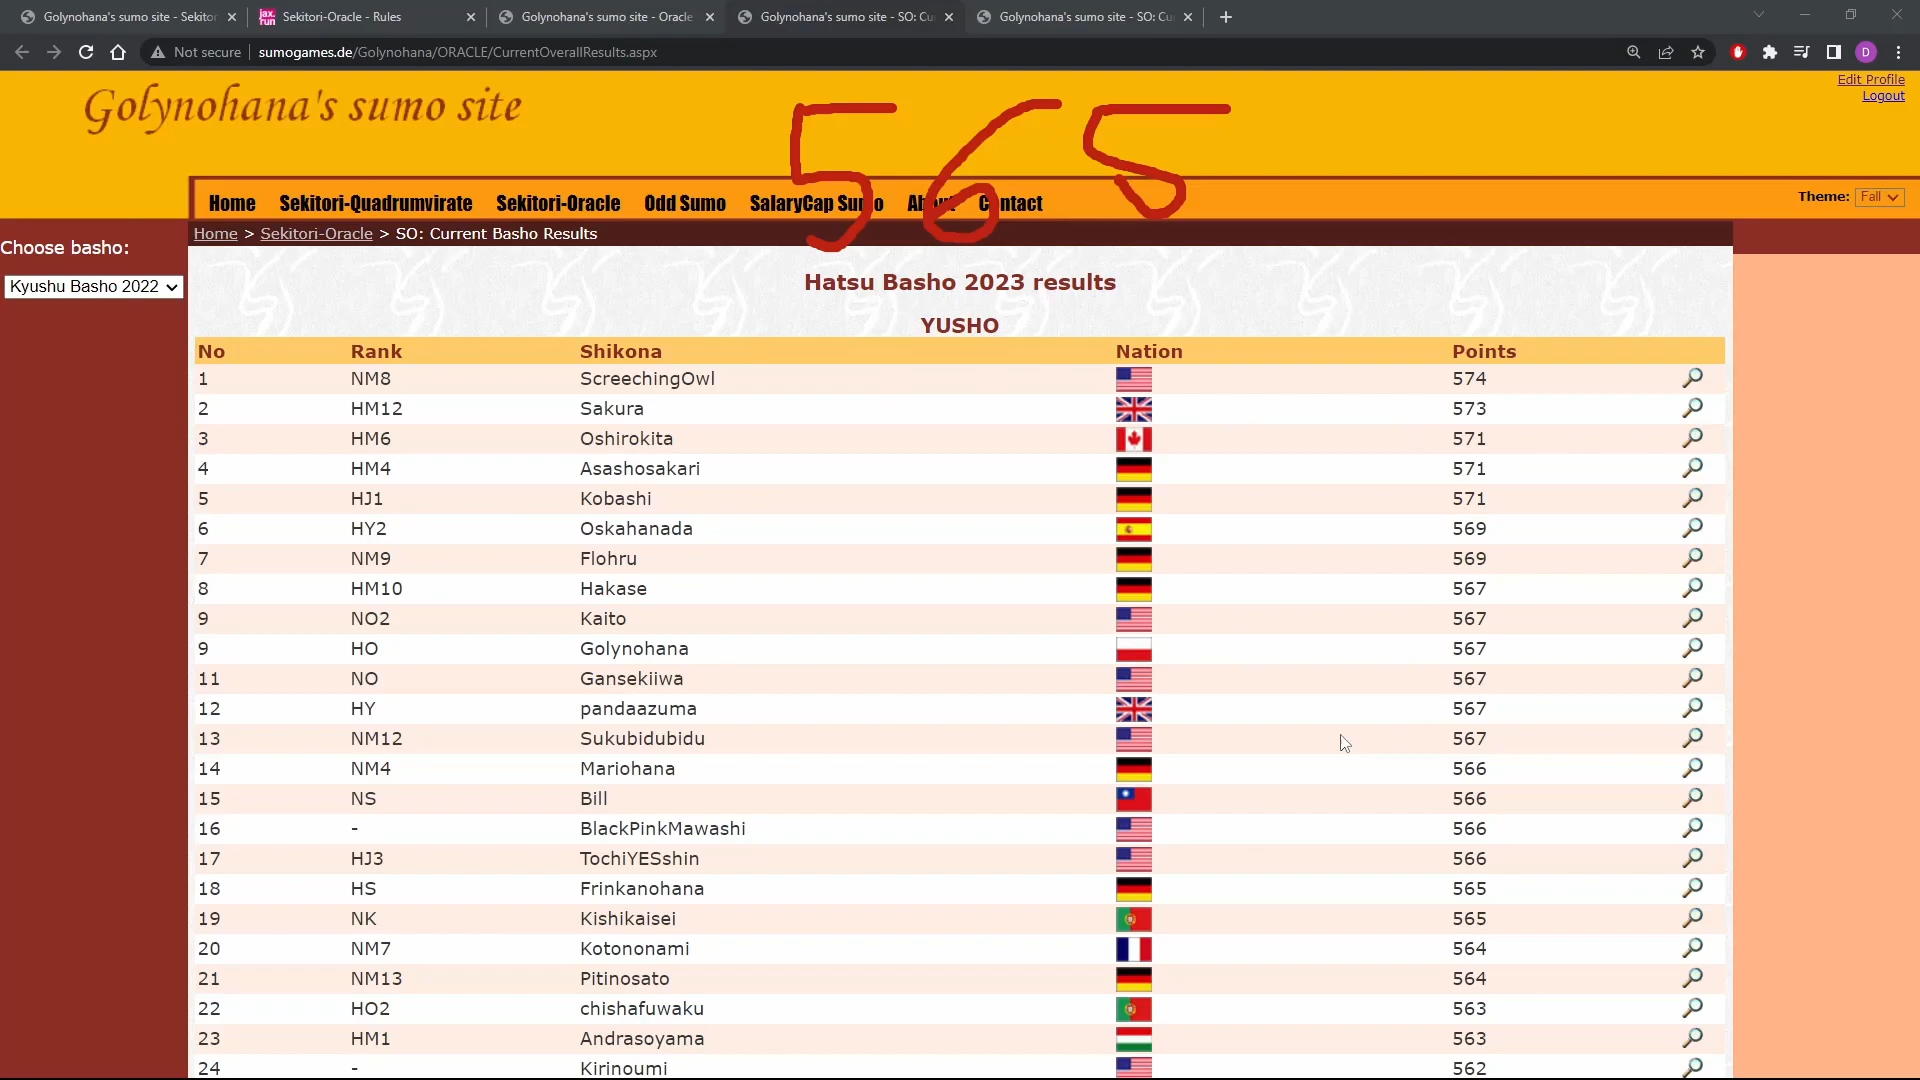 Golynohana's sumo site - Sekitor
Sekitori-Oracle - Rules
Golynohana's sumo site - Oracle
Golynohana's sumo site - SO: Cu
Golynohana's sumo site - SO: Cu
Not secure sumogames.de/Golynohana/ORACLE/CurrentOverallResults.aspx
D
Edit Profile
Logout
Golynohana's sumo site
565
Home Sekitori-Quadrumvirate Sekitori-Oracle Odd Sumo SalaryCap Sumo About Contact
Theme: Fall
Home > Sekitori-Oracle > SO: Current Basho Results
Choose basho:
Kyushu Basho 2022
Hatsu Basho 2023 results
YUSHO
No Rank Shikona Nation Points
1 NM8 ScreechingOwl 574
2 HM12 Sakura 573
3 HM6 Oshirokita 571
4 HM4 Asashosakari 571
5 HJ1 Kobashi 571
6 HY2 Oskahanada 569
7 NM9 Flohru 569
8 HM10 Hakase 567
9 NO2 Kaito 567
9 HO Golynohana 567
11 NO Gansekiiwa 567
12 HY pandaazuma 567
13 NM12 Sukubidubidu 567
14 NM4 Mariohana 566
15 NS Bill 566
16 - BlackPinkMawashi 566
17 HJ3 TochiYESshin 566
18 HS Frinkanohana 565
19 NK Kishikaisei 565
20 NM7 Kotononami 564
21 NM13 Pitinosato 564
22 HO2 chishafuwaku 563
23 HM1 Andrasoyama 563
24 - Kirinoumi 562